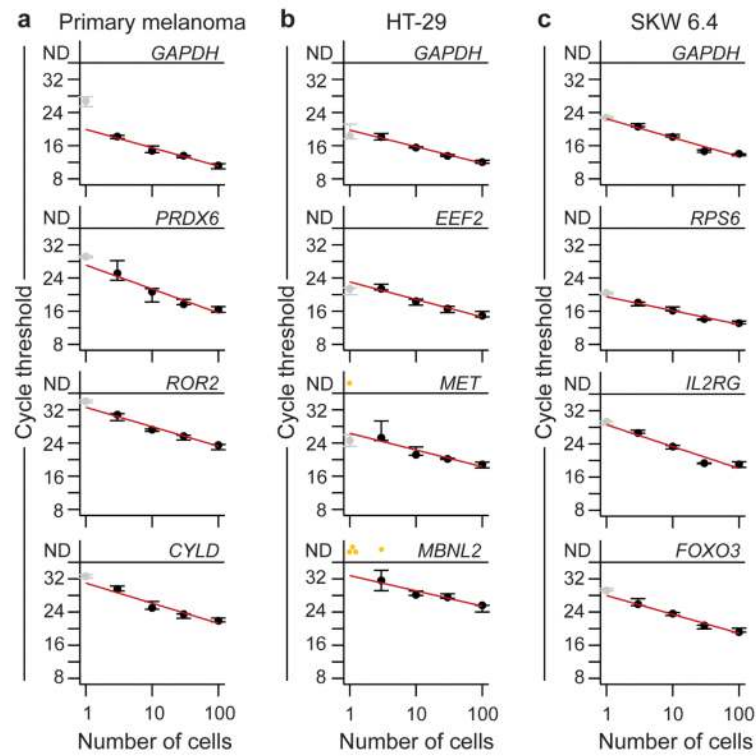 a Primary melanoma
Cycle threshold
ND GAPDH
32
24
16
8
ND PRDX6
32
24
16
8
ND ROR2
32
24
16
8
ND CYLD
32
24
16
8
1 10 100
Number of cells
b HT-29
Cycle threshold
ND GAPDH
32
24
16
8
ND EEF2
32
24
16
8
ND MET
32
24
16
8
ND MBNL2
32
24
16
8
1 10 100
Number of cells
c SKW 6.4
Cycle threshold
ND GAPDH
32
24
16
8
ND RPS6
32
24
16
8
ND IL2RG
32
24
16
8
ND FOXO3
32
24
16
8
1 10 100
Number of cells